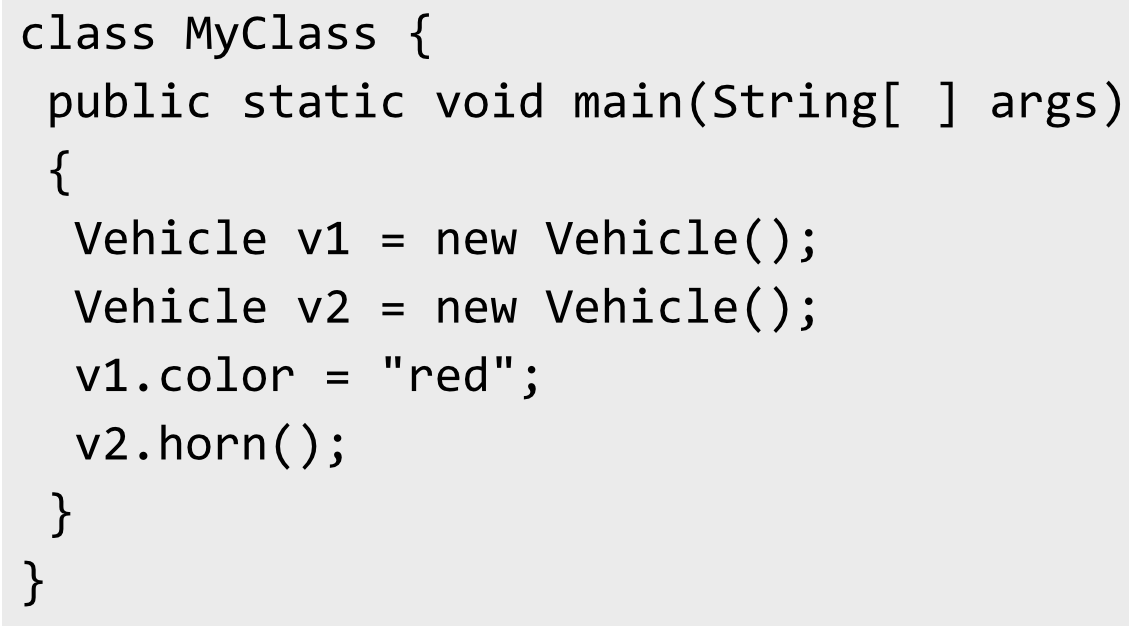 class MyClass {
 public static void main(String[ ] args)
 {
  Vehicle v1 = new Vehicle();
  Vehicle v2 = new Vehicle();
  v1.color = "red";
  v2.horn();
 }
}